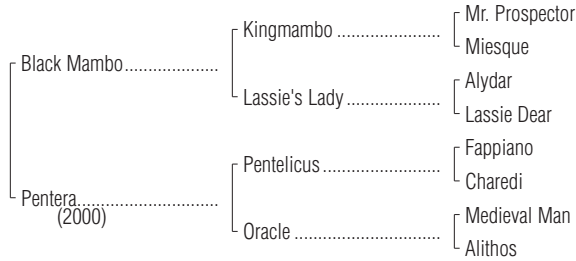 Mr. Prospector
Kingmambo
Miesque
Black Mambo
Alydar
Lassie's Lady
Lassie Dear
Fappiano
Pentelicus
Charedi
Pentera
(2000)
Medieval Man
Oracle
Alithos